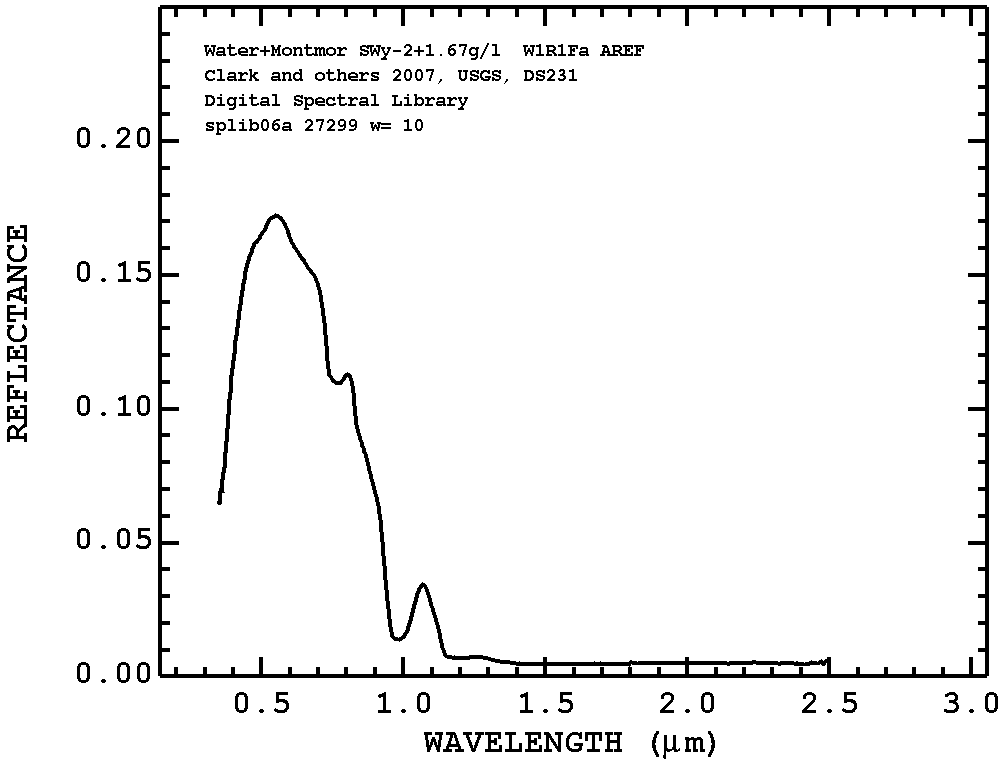 Water+Montmor SWy-2+1.67g/l  W1R1Fa AREF
Clark and others 2007, USGS, DS231
Digital Spectral Library
splib06a 27299 w= 10
0.20
0.15
0.10
0.05
0.00
REFLECTANCE
0.5 1.0 1.5 2.0 2.5 3.0
WAVELENGTH (μm)